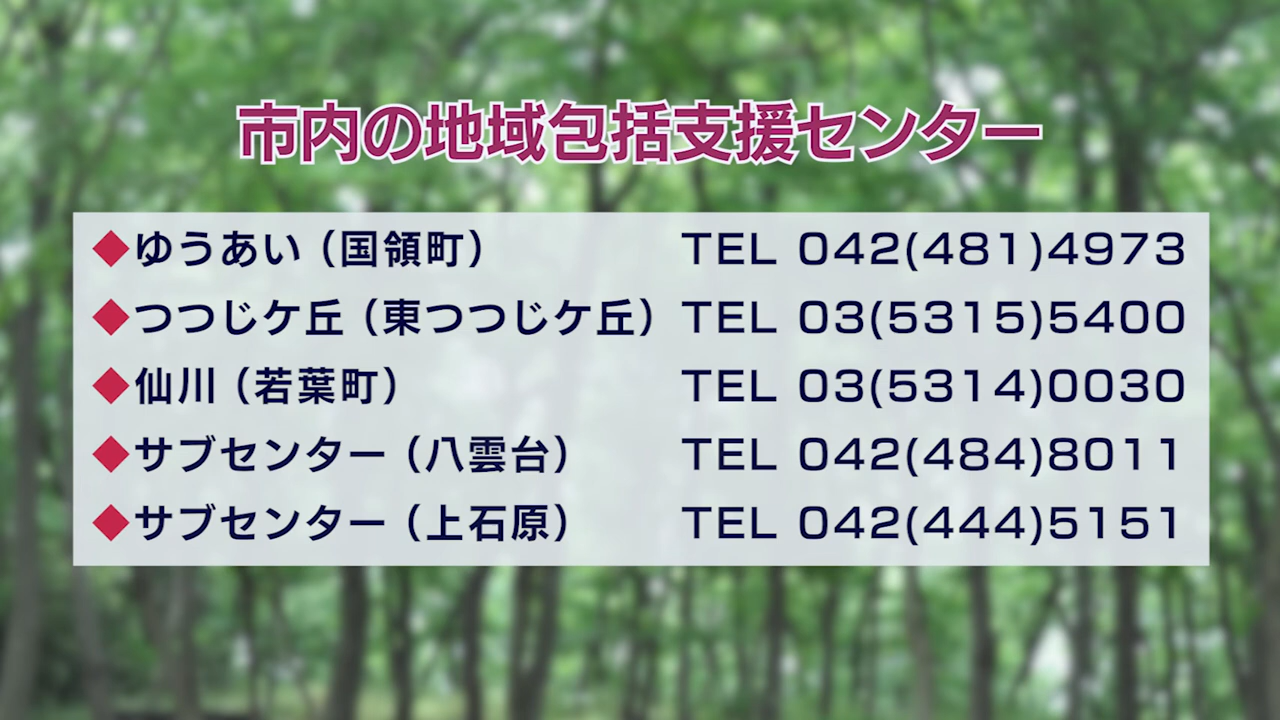 市内の地域包括支援センター
◆ゆうあい（国領町） TEL 042(481)4973
◆つつじケ丘（東つつじケ丘） TEL 03(5315)5400
◆仙川（若葉町） TEL 03(5314)0030
◆サブセンター（八雲台） TEL 042(484)8011
◆サブセンター（上石原） TEL 042(444)5151